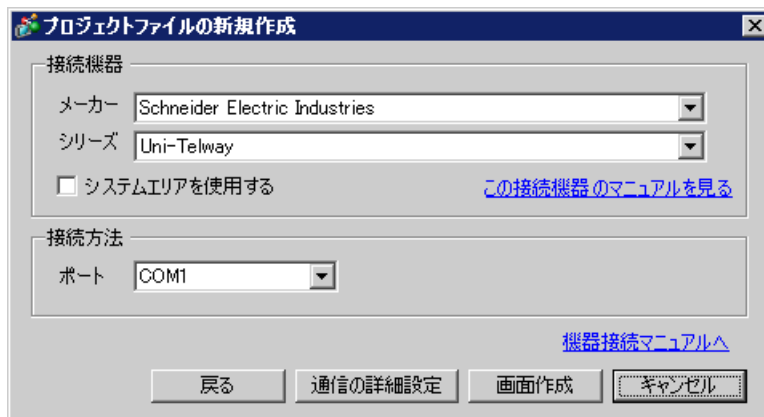 プロジェクトファイルの新規作成
接続機器
メーカー Schneider Electric Industries
シリーズ Uni-Telway
システムエリアを使用する この接続機器のマニュアルを見る
接続方法
ポート COM1
機器接続マニュアルへ
戻る 通信の詳細設定 画面作成 キャンセル